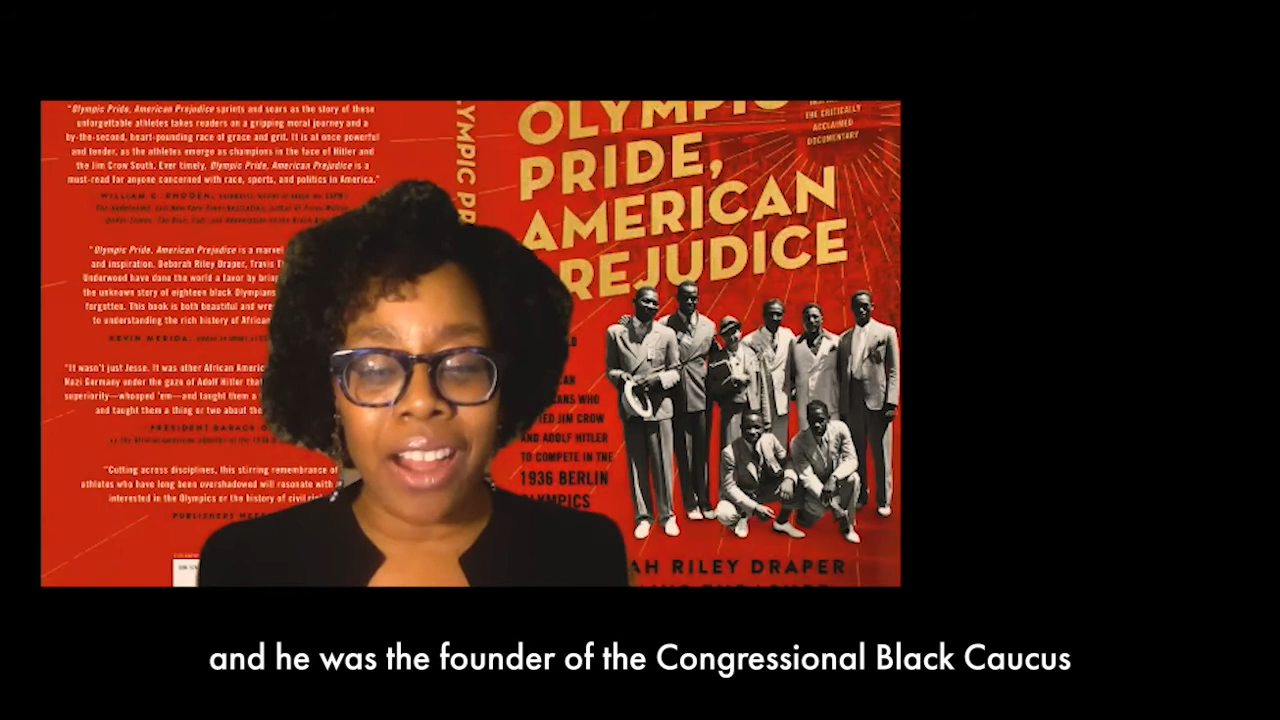 "Olympic Pride, American Prejudice sprints and soars as the story of these
unforgettable athletes takes readers on a gripping moral journey and a
by-the-second, heart-pounding race of grace and grit. It is at once powerful
and tender, as the athletes emerge as champions in the face of Hitler and
the Jim Crow South. Ever timely, Olympic Pride, American Prejudice is a
must-read for anyone concerned with race, sports, and politics in America."
WILLIAM C. RHODEN,
"Olympic Pride, American Prejudice is a marvel
and inspiration. Deborah Riley Draper, Travis T
Underwood have done the world a favor by bring
the unknown story of eighteen black Olympians
forgotten. This book is both beautiful and wre
to understanding the rich history of African
KEVIN MERIDA,
"It wasn't just Jesse. It was other African Americ
Nazi Germany under the gaze of Adolf Hitler that
superiority—whooped 'em—and taught them a
and taught them a thing or two about the
PRESIDENT BARACK O
"Cutting across disciplines, this stirring remembrance of
athletes who have long been overshadowed will resonate with
interested in the Olympics or the history of civil ri
PUBLISHERS WEE
YMPIC PR
THE CRITICALLY
ACCLAIMED
DOCUMENTARY
OLYMPIC
PRIDE,
AMERICAN
REJUDICE
CAN
ANS WHO
TED JIM CROW
AND ADOLF HITLER
TO COMPETE IN THE
1936 BERLIN
OLYMPICS
AH RILEY DRAPER
and he was the founder of the Congressional Black Caucus